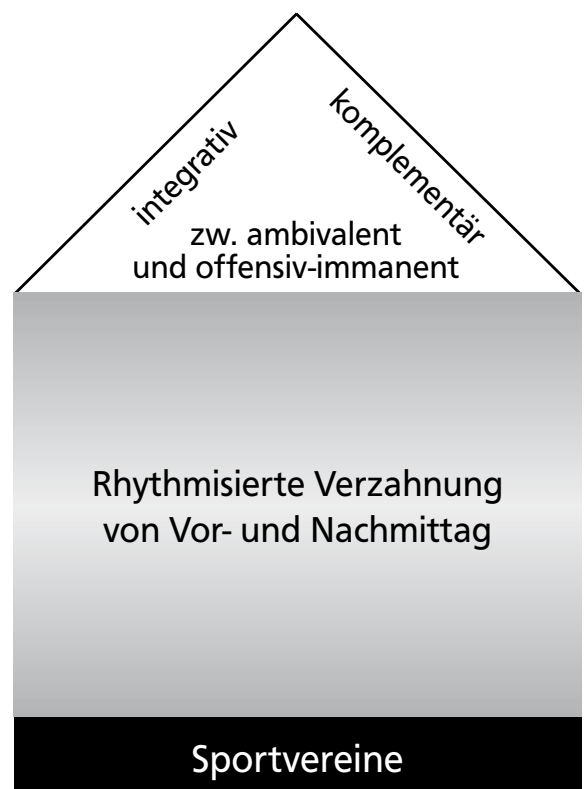 integrativ
komplementär
zw. ambivalent
und offensiv-immanent
Rhythmisierte Verzahnung
von Vor- und Nachmittag
Sportvereine